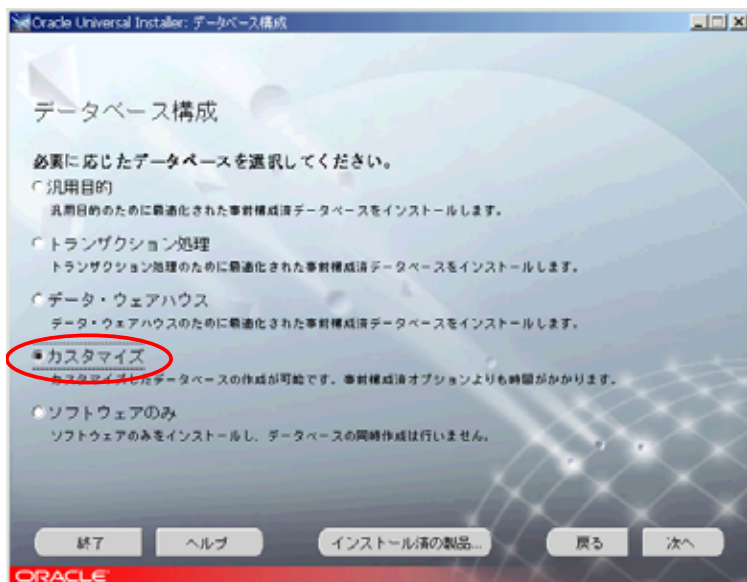 Oracle Universal Installer: データベース構成
データベース構成
必要に応じたデータベースを選択してください。
汎用目的
汎用目的のために最適化された事前構成済データベースをインストールします。
トランザクション処理
トランザクション処理のために最適化された事前構成済データベースをインストールします。
データ・ウェアハウス
データ・ウェアハウスのために最適化された事前構成済データベースをインストールします。
カスタマイズ
カスタマイズしたデータベースの作成が可能です。事前構成済オプションよりも時間がかかります。
ソフトウェアのみ
ソフトウェアのみをインストールし、データベースの同時作成は行いません。
終了 ヘルプ インストール済の製品... 戻る 次へ
ORACLE